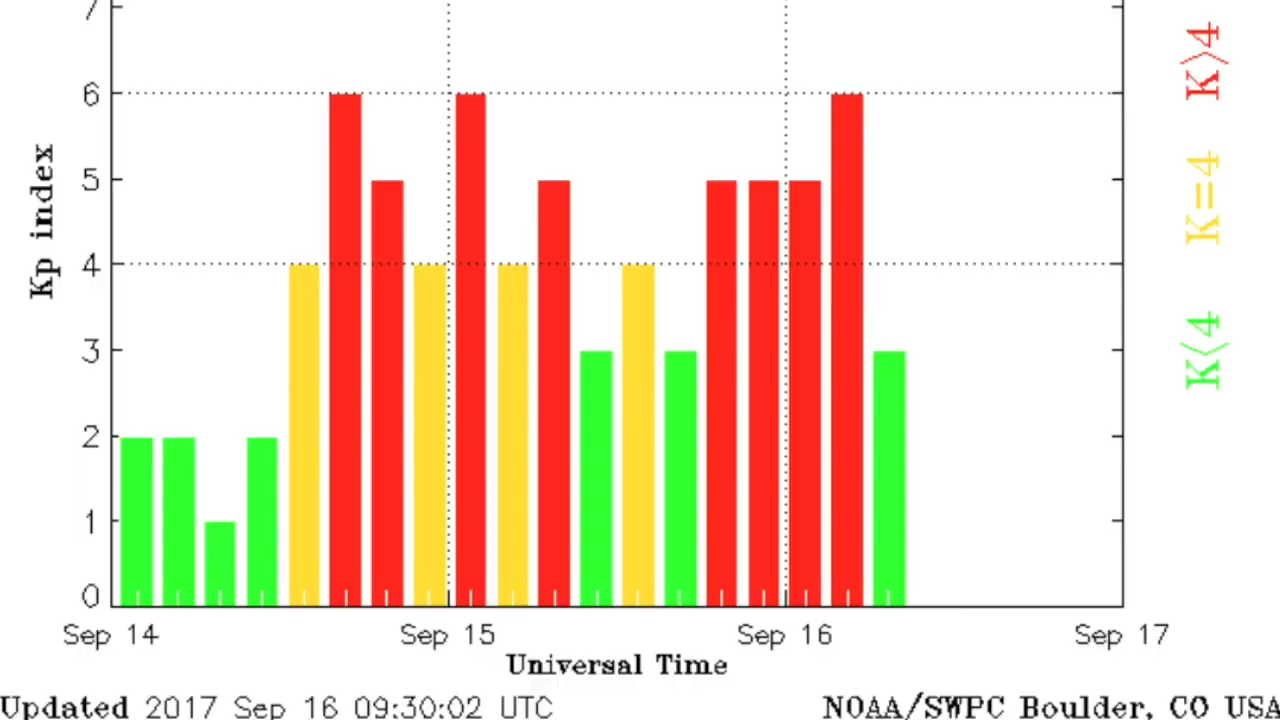 7
6
5
4
3
2
1
0
Kp index
Sep 14
Sep 15
Sep 16
Sep 17
Universal Time
K>4
K=4
K<4
Updated 2017 Sep 16 09:30:02 UTC
NOAA/SWPC Boulder, CO USA